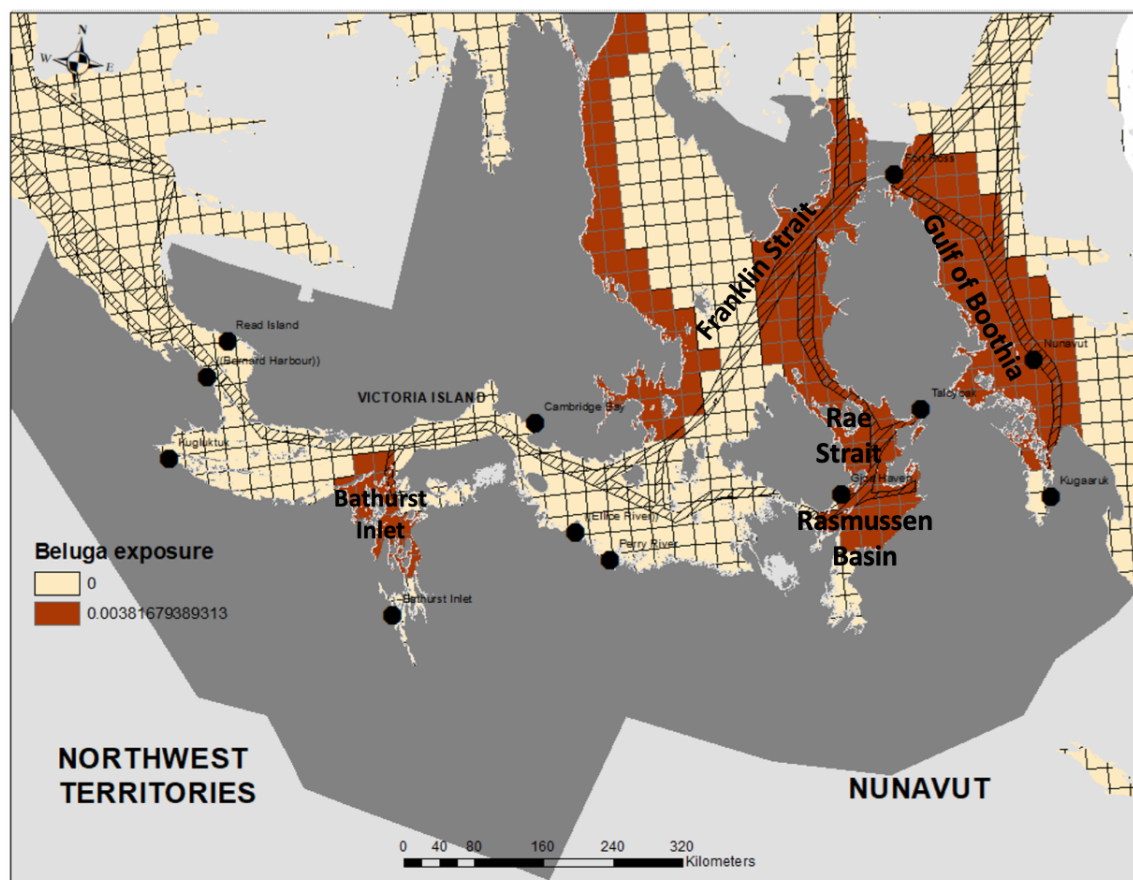 N
W E
S
Fort Ross
Franklin Strait
Gulf of Boothia
Read Island
((Bernard Harbour))
Nunavut
VICTORIA ISLAND
Cambridge Bay
Taloyoak
Rae
Strait
Kugluktuk
Gjoa Haven
Kugaaruk
Bathurst
Inlet
((Ellice River))
Rasmussen
Basin
Perry River
Beluga exposure
0
0.00381679389313
Bathurst Inlet
NORTHWEST
TERRITORIES
NUNAVUT
0 40 80 160 240 320
Kilometers